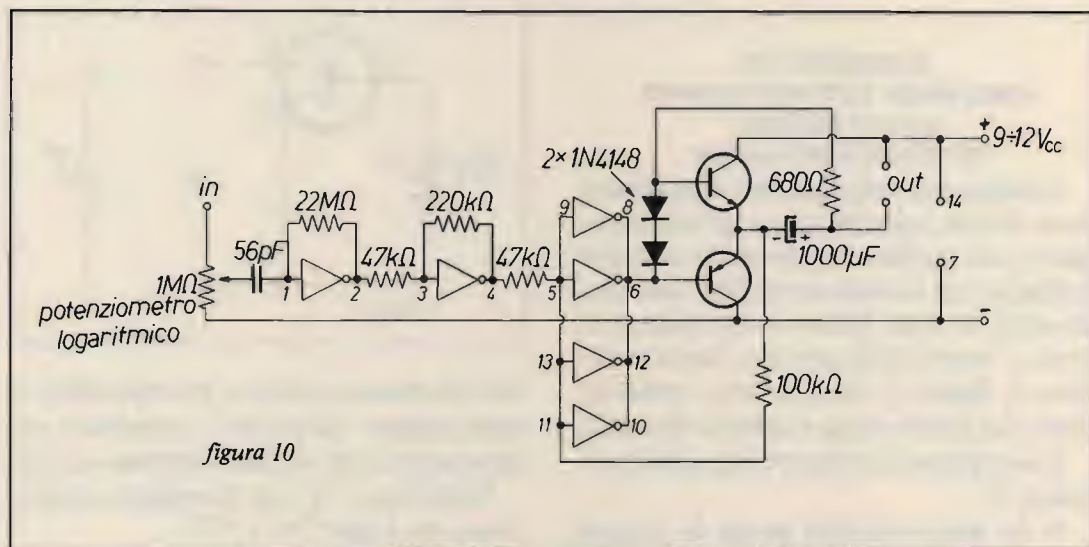 in
56pF
22MΩ
220kΩ
1MΩ
1
2
47kΩ
3
4
47kΩ
5
9
8
6
13
12
11
10
2×1N4148
680Ω
out
+
9÷12Vcc
14
7
-
-
+
1000µF
100kΩ
potenziometro
logaritmico
figura 10